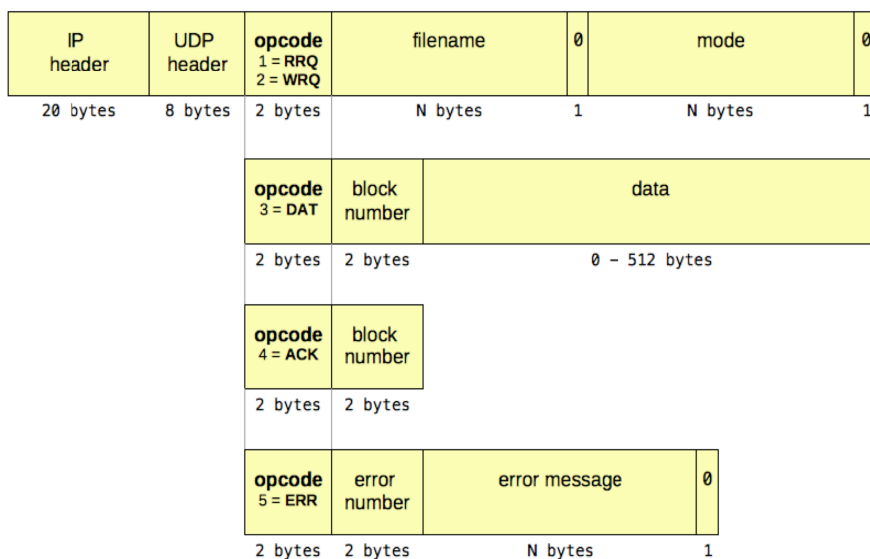 IP header
UDP header
opcode
1 = RRQ
2 = WRQ
filename
0
mode
0
20 bytes
8 bytes
2 bytes
N bytes
1
N bytes
1
opcode
3 = DAT
block number
data
2 bytes
2 bytes
0 – 512 bytes
opcode
4 = ACK
block number
2 bytes
2 bytes
opcode
5 = ERR
error number
error message
0
2 bytes
2 bytes
N bytes
1